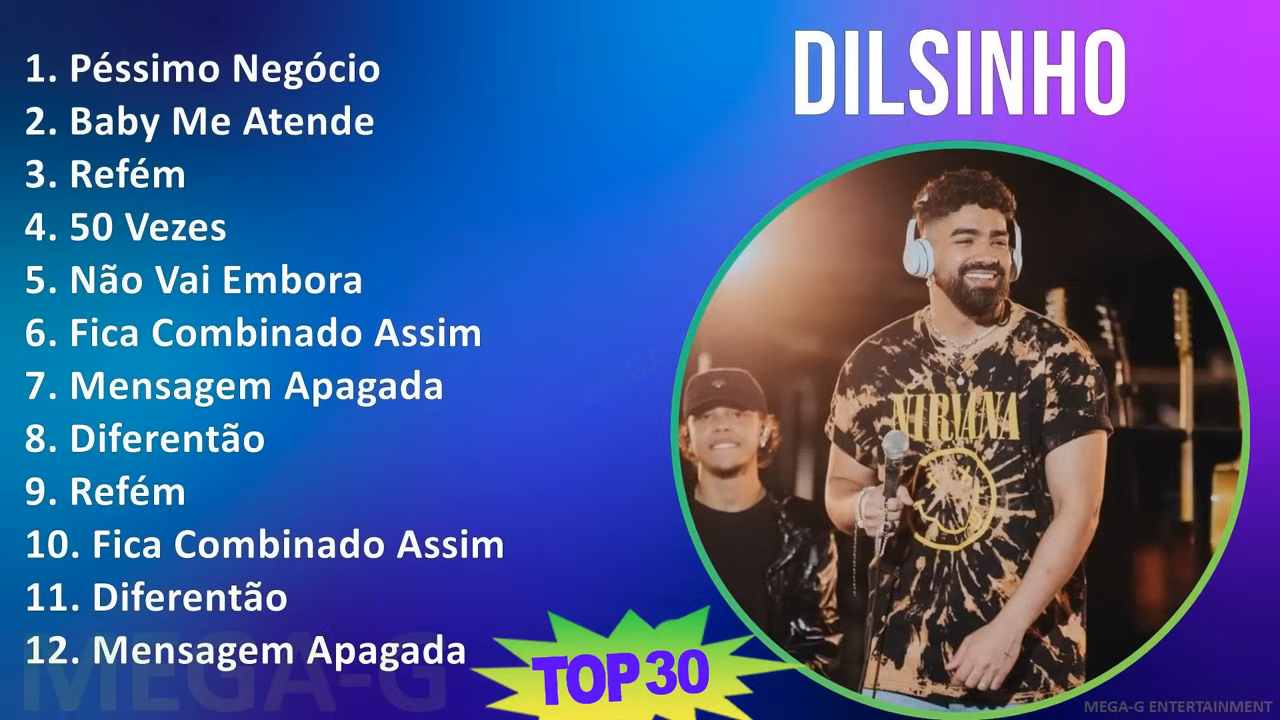 DILSINHO
1. Péssimo Negócio
2. Baby Me Atende
3. Refém
4. 50 Vezes
5. Não Vai Embora
6. Fica Combinado Assim
7. Mensagem Apagada
8. Diferentão
9. Refém
10. Fica Combinado Assim
11. Diferentão
12. Mensagem Apagada
NIRVANA
MEGA-G
TOP 30
MEGA-G ENTERTAINMENT